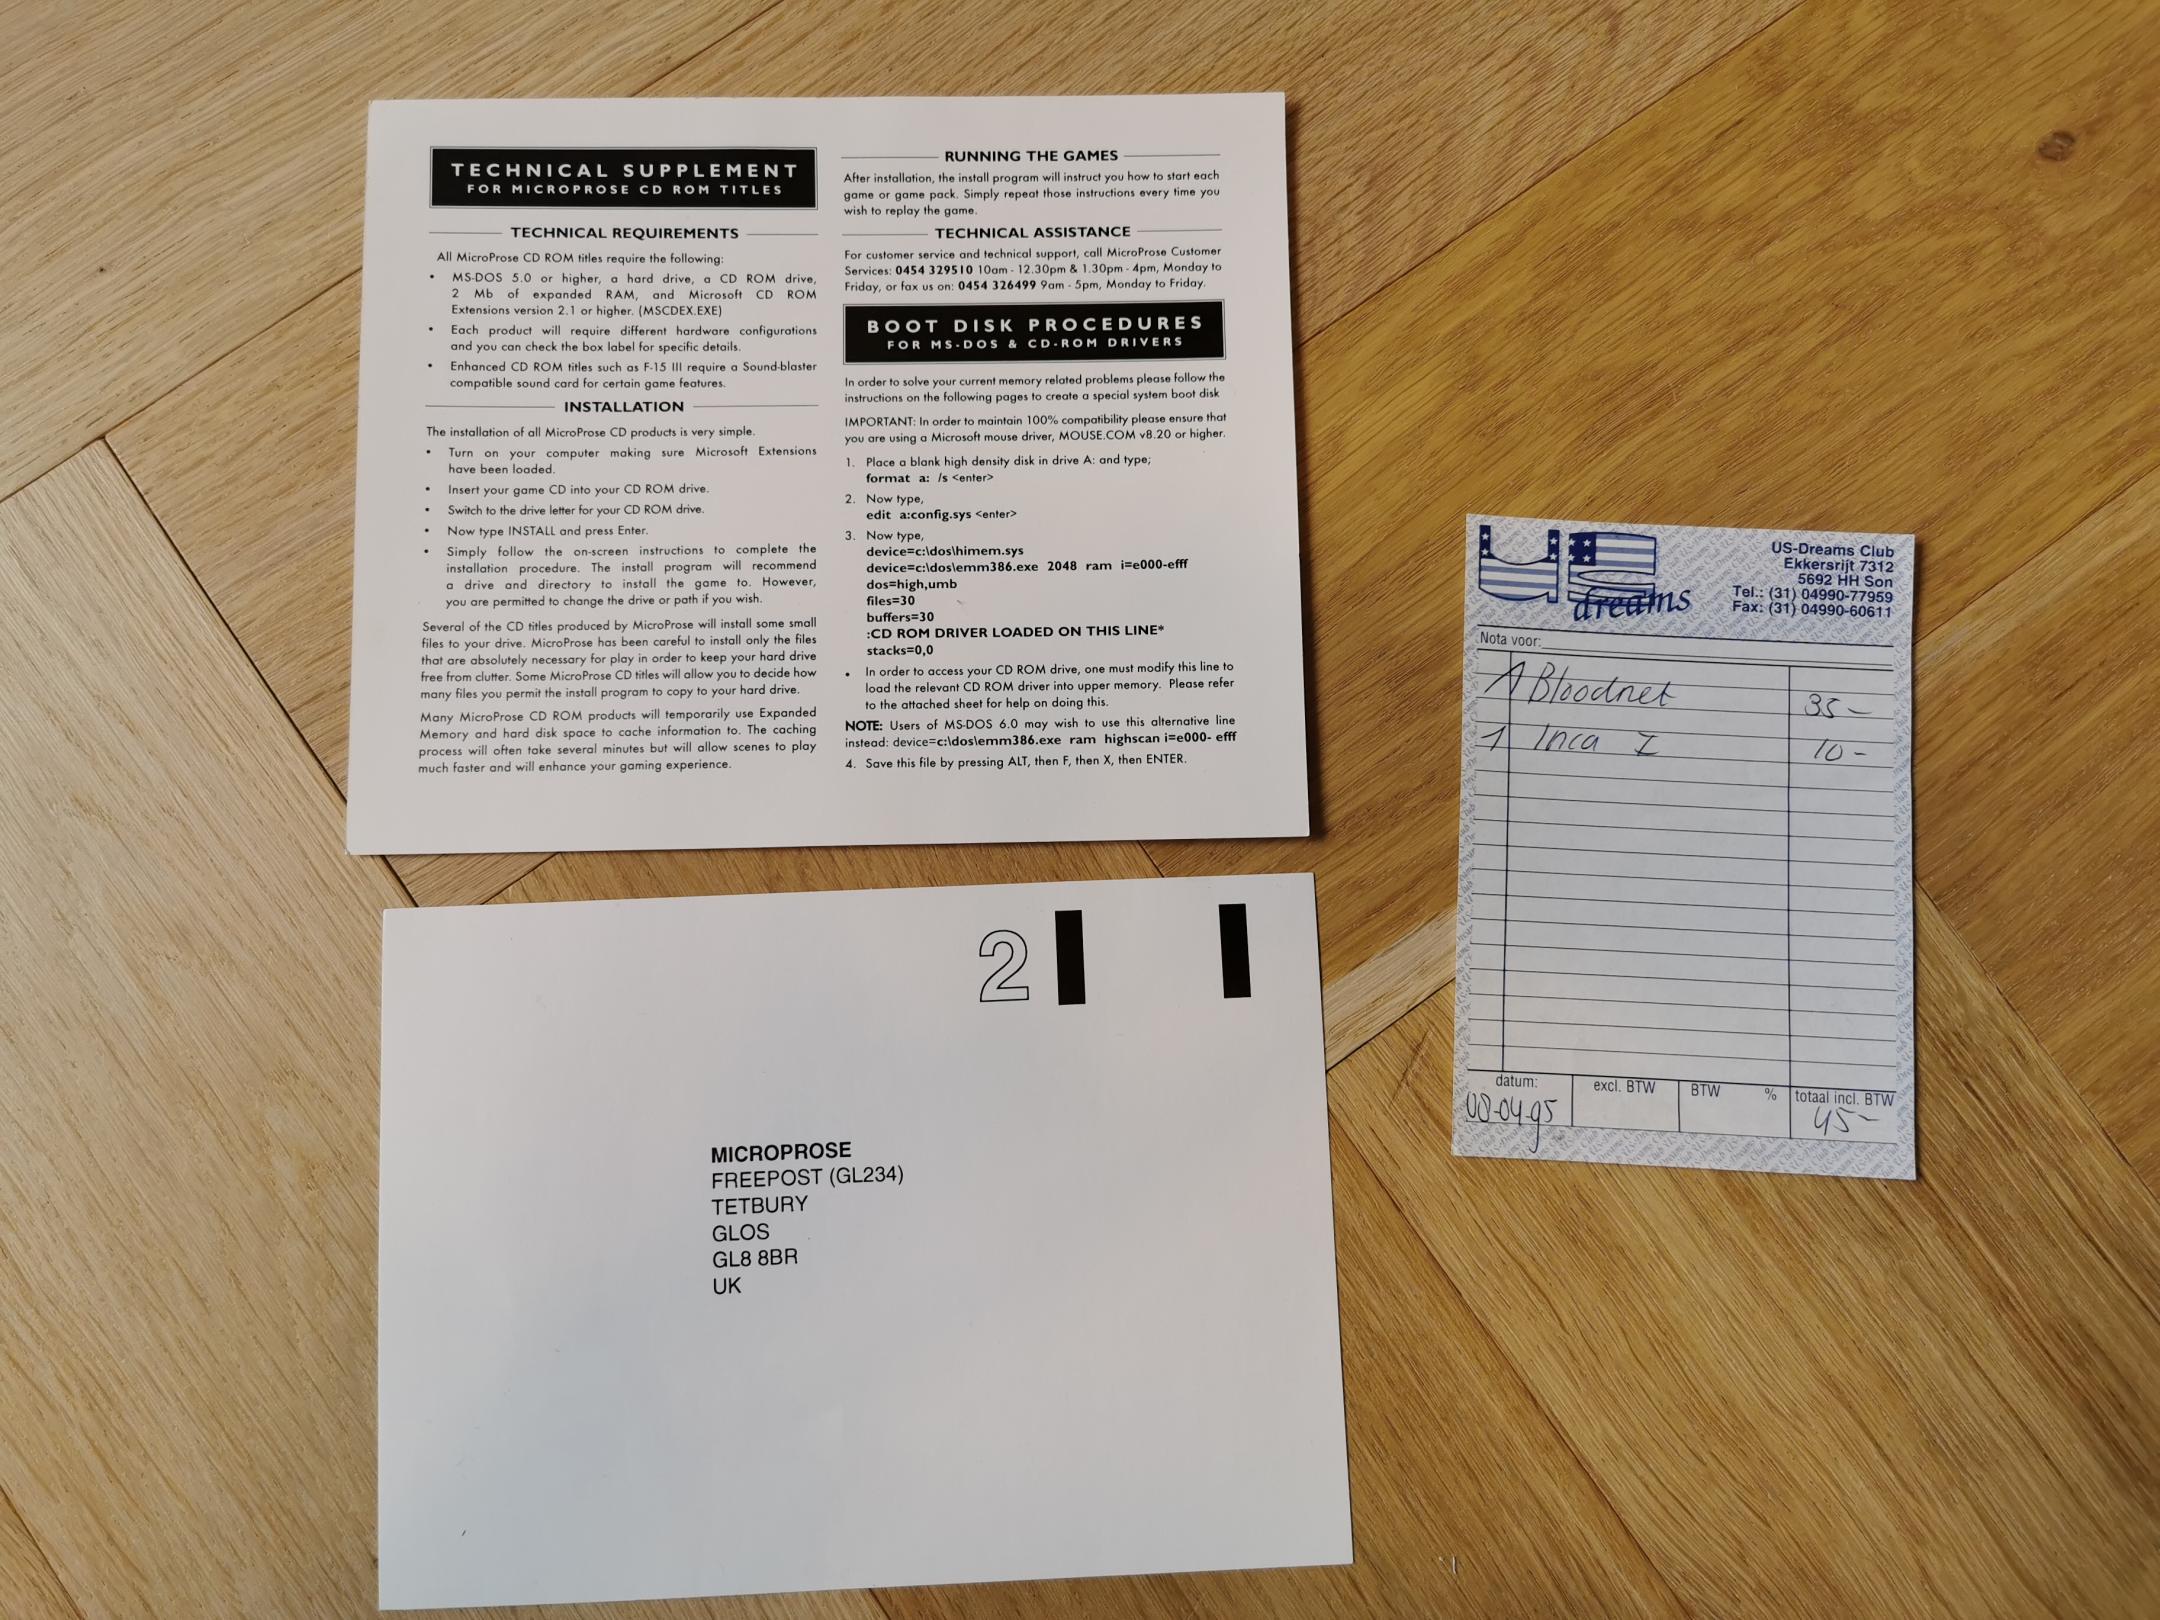 TECHNICAL SUPPLEMENT
FOR MICROPROSE CD ROM TITLES
TECHNICAL REQUIREMENTS
All MicroProse CD ROM titles require the following:
• MS-DOS 5.0 or higher, a hard drive, a CD ROM drive,
2 Mb of expanded RAM, and Microsoft CD ROM
Extensions version 2.1 or higher. (MSCDEX.EXE)
• Each product will require different hardware configurations
and you can check the box label for specific details.
• Enhanced CD ROM titles such as F-15 III require a Sound-blaster
compatible sound card for certain game features.
INSTALLATION
The installation of all MicroProse CD products is very simple.
• Turn on your computer making sure Microsoft Extensions
have been loaded.
• Insert your game CD into your CD ROM drive.
• Switch to the drive letter for your CD ROM drive.
• Now type INSTALL and press Enter.
• Simply follow the on-screen instructions to complete the
installation procedure. The install program will recommend
a drive and directory to install the game to. However,
you are permitted to change the drive or path if you wish.
Several of the CD titles produced by MicroProse will install some small
files to your drive. MicroProse has been careful to install only the files
that are absolutely necessary for play in order to keep your hard drive
free from clutter. Some MicroProse CD titles will allow you to decide how
many files you permit the install program to copy to your hard drive.
Many MicroProse CD ROM products will temporarily use Expanded
Memory and hard disk space to cache information to. The caching
process will often take several minutes but will allow scenes to play
much faster and will enhance your gaming experience.
RUNNING THE GAMES
After installation, the install program will instruct you how to start each
game or game pack. Simply repeat those instructions every time you
wish to replay the game.
TECHNICAL ASSISTANCE
For customer service and technical support, call MicroProse Customer
Services: 0454 329510 10am - 12.30pm & 1.30pm - 4pm, Monday to
Friday, or fax us on: 0454 326499 9am - 5pm, Monday to Friday.
BOOT DISK PROCEDURES
FOR MS-DOS & CD-ROM DRIVERS
In order to solve your current memory related problems please follow the
instructions on the following pages to create a special system boot disk
IMPORTANT: In order to maintain 100% compatibility please ensure that
you are using a Microsoft mouse driver, MOUSE.COM v8.20 or higher.
1. Place a blank high density disk in drive A: and type;
format a: /s <enter>
2. Now type,
edit a:config.sys <enter>
3. Now type,
device=c:\dos\himem.sys
device=c:\dos\emm386.exe 2048 ram i=e000-efff
dos=high,umb
files=30
buffers=30
:CD ROM DRIVER LOADED ON THIS LINE*
stacks=0,0
• In order to access your CD ROM drive, one must modify this line to
load the relevant CD ROM driver into upper memory. Please refer
to the attached sheet for help on doing this.
NOTE: Users of MS-DOS 6.0 may wish to use this alternative line
instead: device=c:\dos\emm386.exe ram highscan i=e000- efff
4. Save this file by pressing ALT, then F, then X, then ENTER.
2
MICROPROSE
FREEPOST (GL234)
TETBURY
GLOS
GL8 8BR
UK
US dreams
US-Dreams Club
Ekkersrijt 7312
5692 HH Son
Tel.: (31) 04990-77959
Fax: (31) 04990-60611
Nota voor:
1 Bloodnet 35 -
1 Inca I 10 -
datum: excl. BTW BTW % totaal incl. BTW
08-04-95 45 -